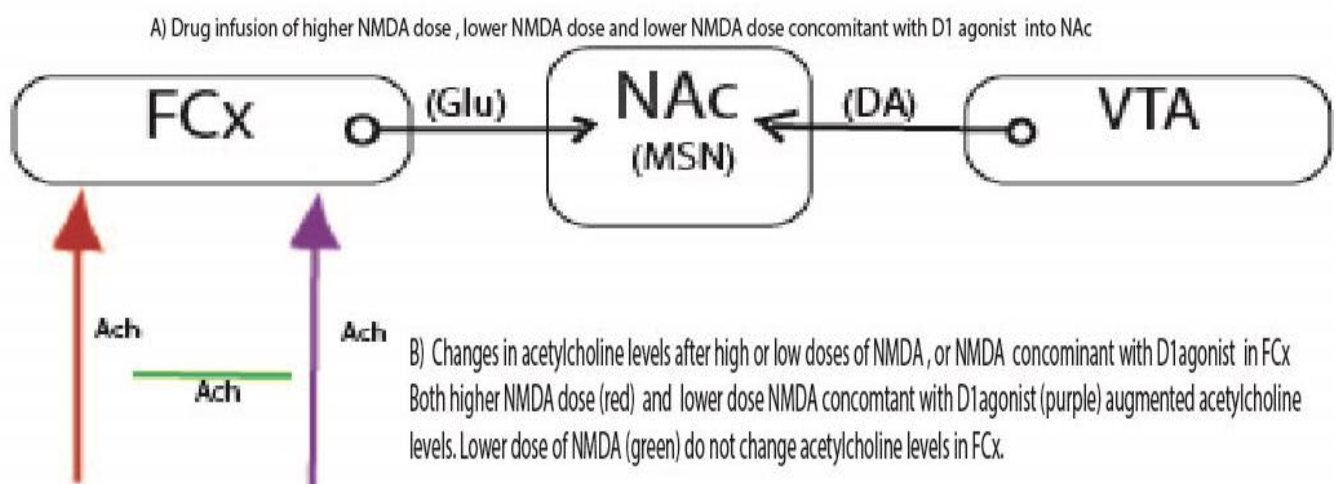 A) Drug infusion of higher NMDA dose , lower NMDA dose and lower NMDA dose concomitant with D1 agonist into NAc
FCx
(Glu)
NAc
(MSN)
(DA)
VTA
Ach
Ach
Ach
B) Changes in acetylcholine levels after high or low doses of NMDA , or NMDA concominant with D1agonist in FCx
Both higher NMDA dose (red) and lower dose NMDA concomtant with D1agonist (purple) augmented acetylcholine
levels. Lower dose of NMDA (green) do not change acetylcholine levels in FCx.